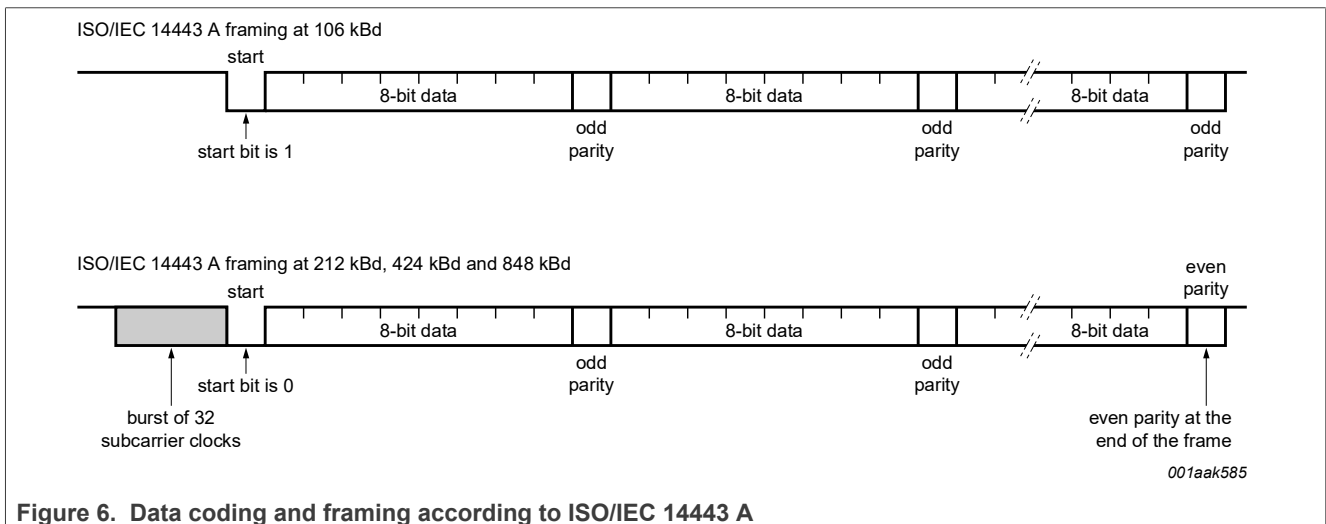 ISO/IEC 14443 A framing at 106 kBd
start
8-bit data
8-bit data
8-bit data
odd
parity
odd
parity
odd
parity
start bit is 1
ISO/IEC 14443 A framing at 212 kBd, 424 kBd and 848 kBd
even
parity
start
8-bit data
8-bit data
8-bit data
odd
parity
odd
parity
start bit is 0
burst of 32
subcarrier clocks
even parity at the
end of the frame
001aak585
Figure 6. Data coding and framing according to ISO/IEC 14443 A